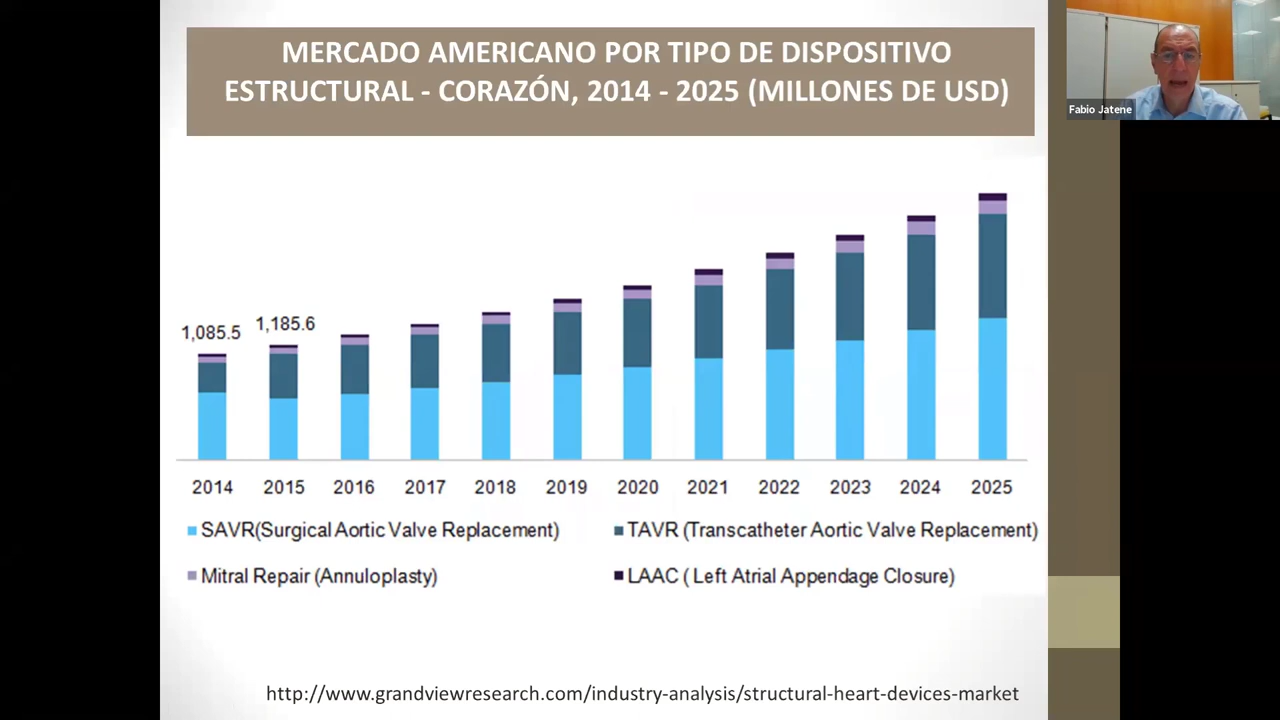 MERCADO AMERICANO POR TIPO DE DISPOSITIVO
ESTRUCTURAL - CORAZÓN, 2014 - 2025 (MILLONES DE USD)
Fabio Jatene
1,085.5
1,185.6
2014 2015 2016 2017 2018 2019 2020 2021 2022 2023 2024 2025
SAVR(Surgical Aortic Valve Replacement)
TAVR (Transcatheter Aortic Valve Replacement)
Mitral Repair (Annuloplasty)
LAAC ( Left Atrial Appendage Closure)
http://www.grandviewresearch.com/industry-analysis/structural-heart-devices-market